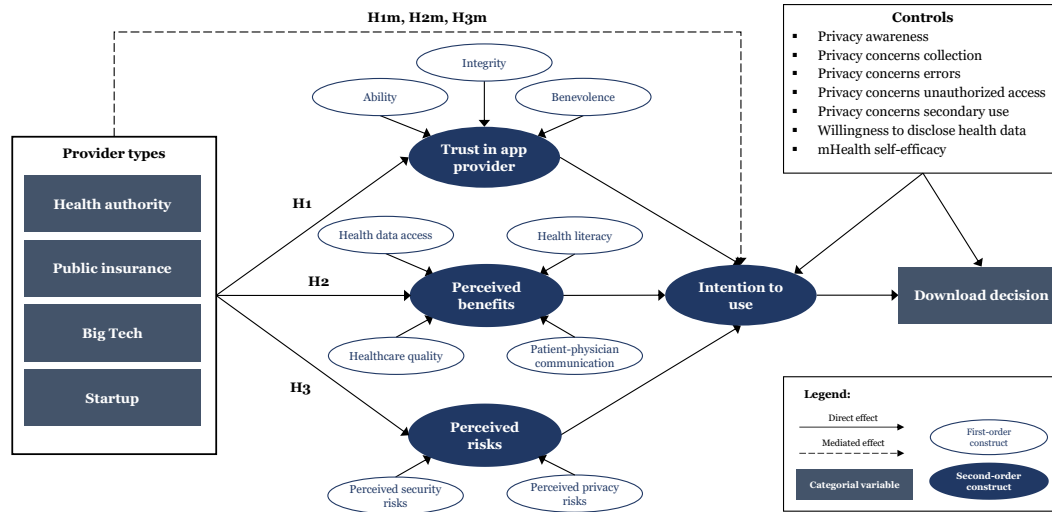 H1m, H2m, H3m
Controls
▪ Privacy awareness
▪ Privacy concerns collection
▪ Privacy concerns errors
▪ Privacy concerns unauthorized access
▪ Privacy concerns secondary use
▪ Willingness to disclose health data
▪ mHealth self-efficacy
Integrity
Ability
Benevolence
Trust in app
provider
Provider types
Health authority
Public insurance
Big Tech
Startup
H1
H2
H3
Health data access
Health literacy
Perceived
benefits
Healthcare quality
Patient-physician
communication
Intention to
use
Download decision
Perceived
risks
Perceived security
risks
Perceived privacy
risks
Legend:
Direct effect
Mediated effect
Categorial variable
First-order
construct
Second-order
construct